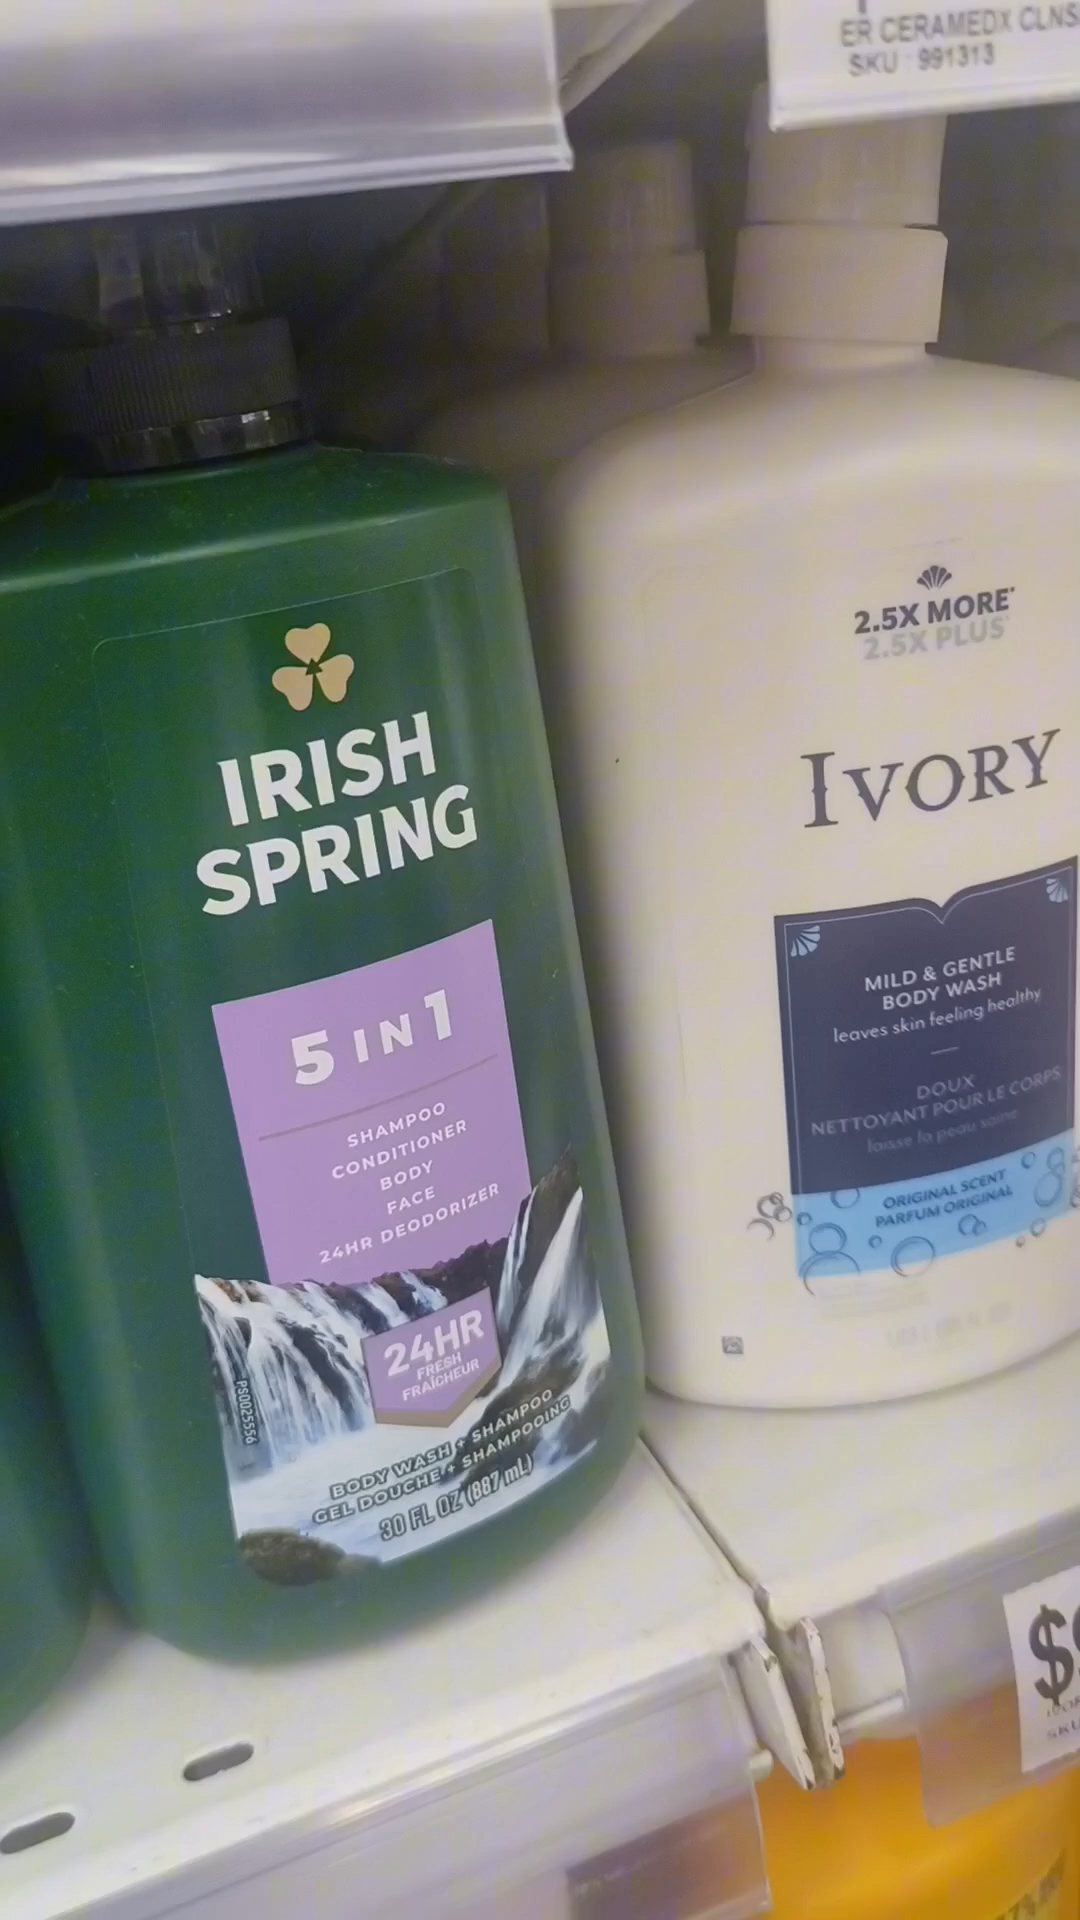 ER CERAMEDX CLNS
SKU : 991313
IRISH
SPRING
5 IN 1
SHAMPOO
CONDITIONER
BODY
FACE
24HR DEODORIZER
24HR
FRESH
FRAÎCHEUR
PS0025556
BODY WASH + SHAMPOO
GEL DOUCHE + SHAMPOOING
30 FL OZ (887 mL)
2.5X MORE*
2.5X PLUS*
IVORY
MILD & GENTLE
BODY WASH
leaves skin feeling healthy
DOUX
NETTOYANT POUR LE CORPS
laisse la peau saine
ORIGINAL SCENT
PARFUM ORIGINAL
SKU